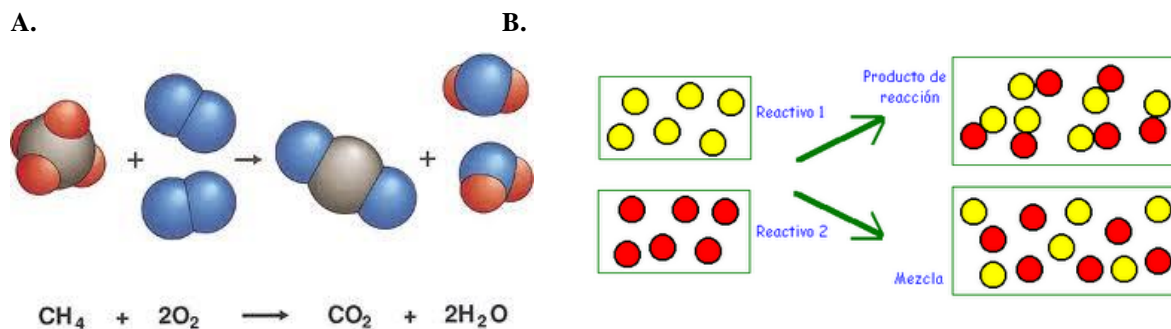 A.
B.
+
→
+
CH₄ + 2O₂ → CO₂ + 2H₂O
Reactivo 1
Reactivo 2
Producto de
reacción
Mezcla